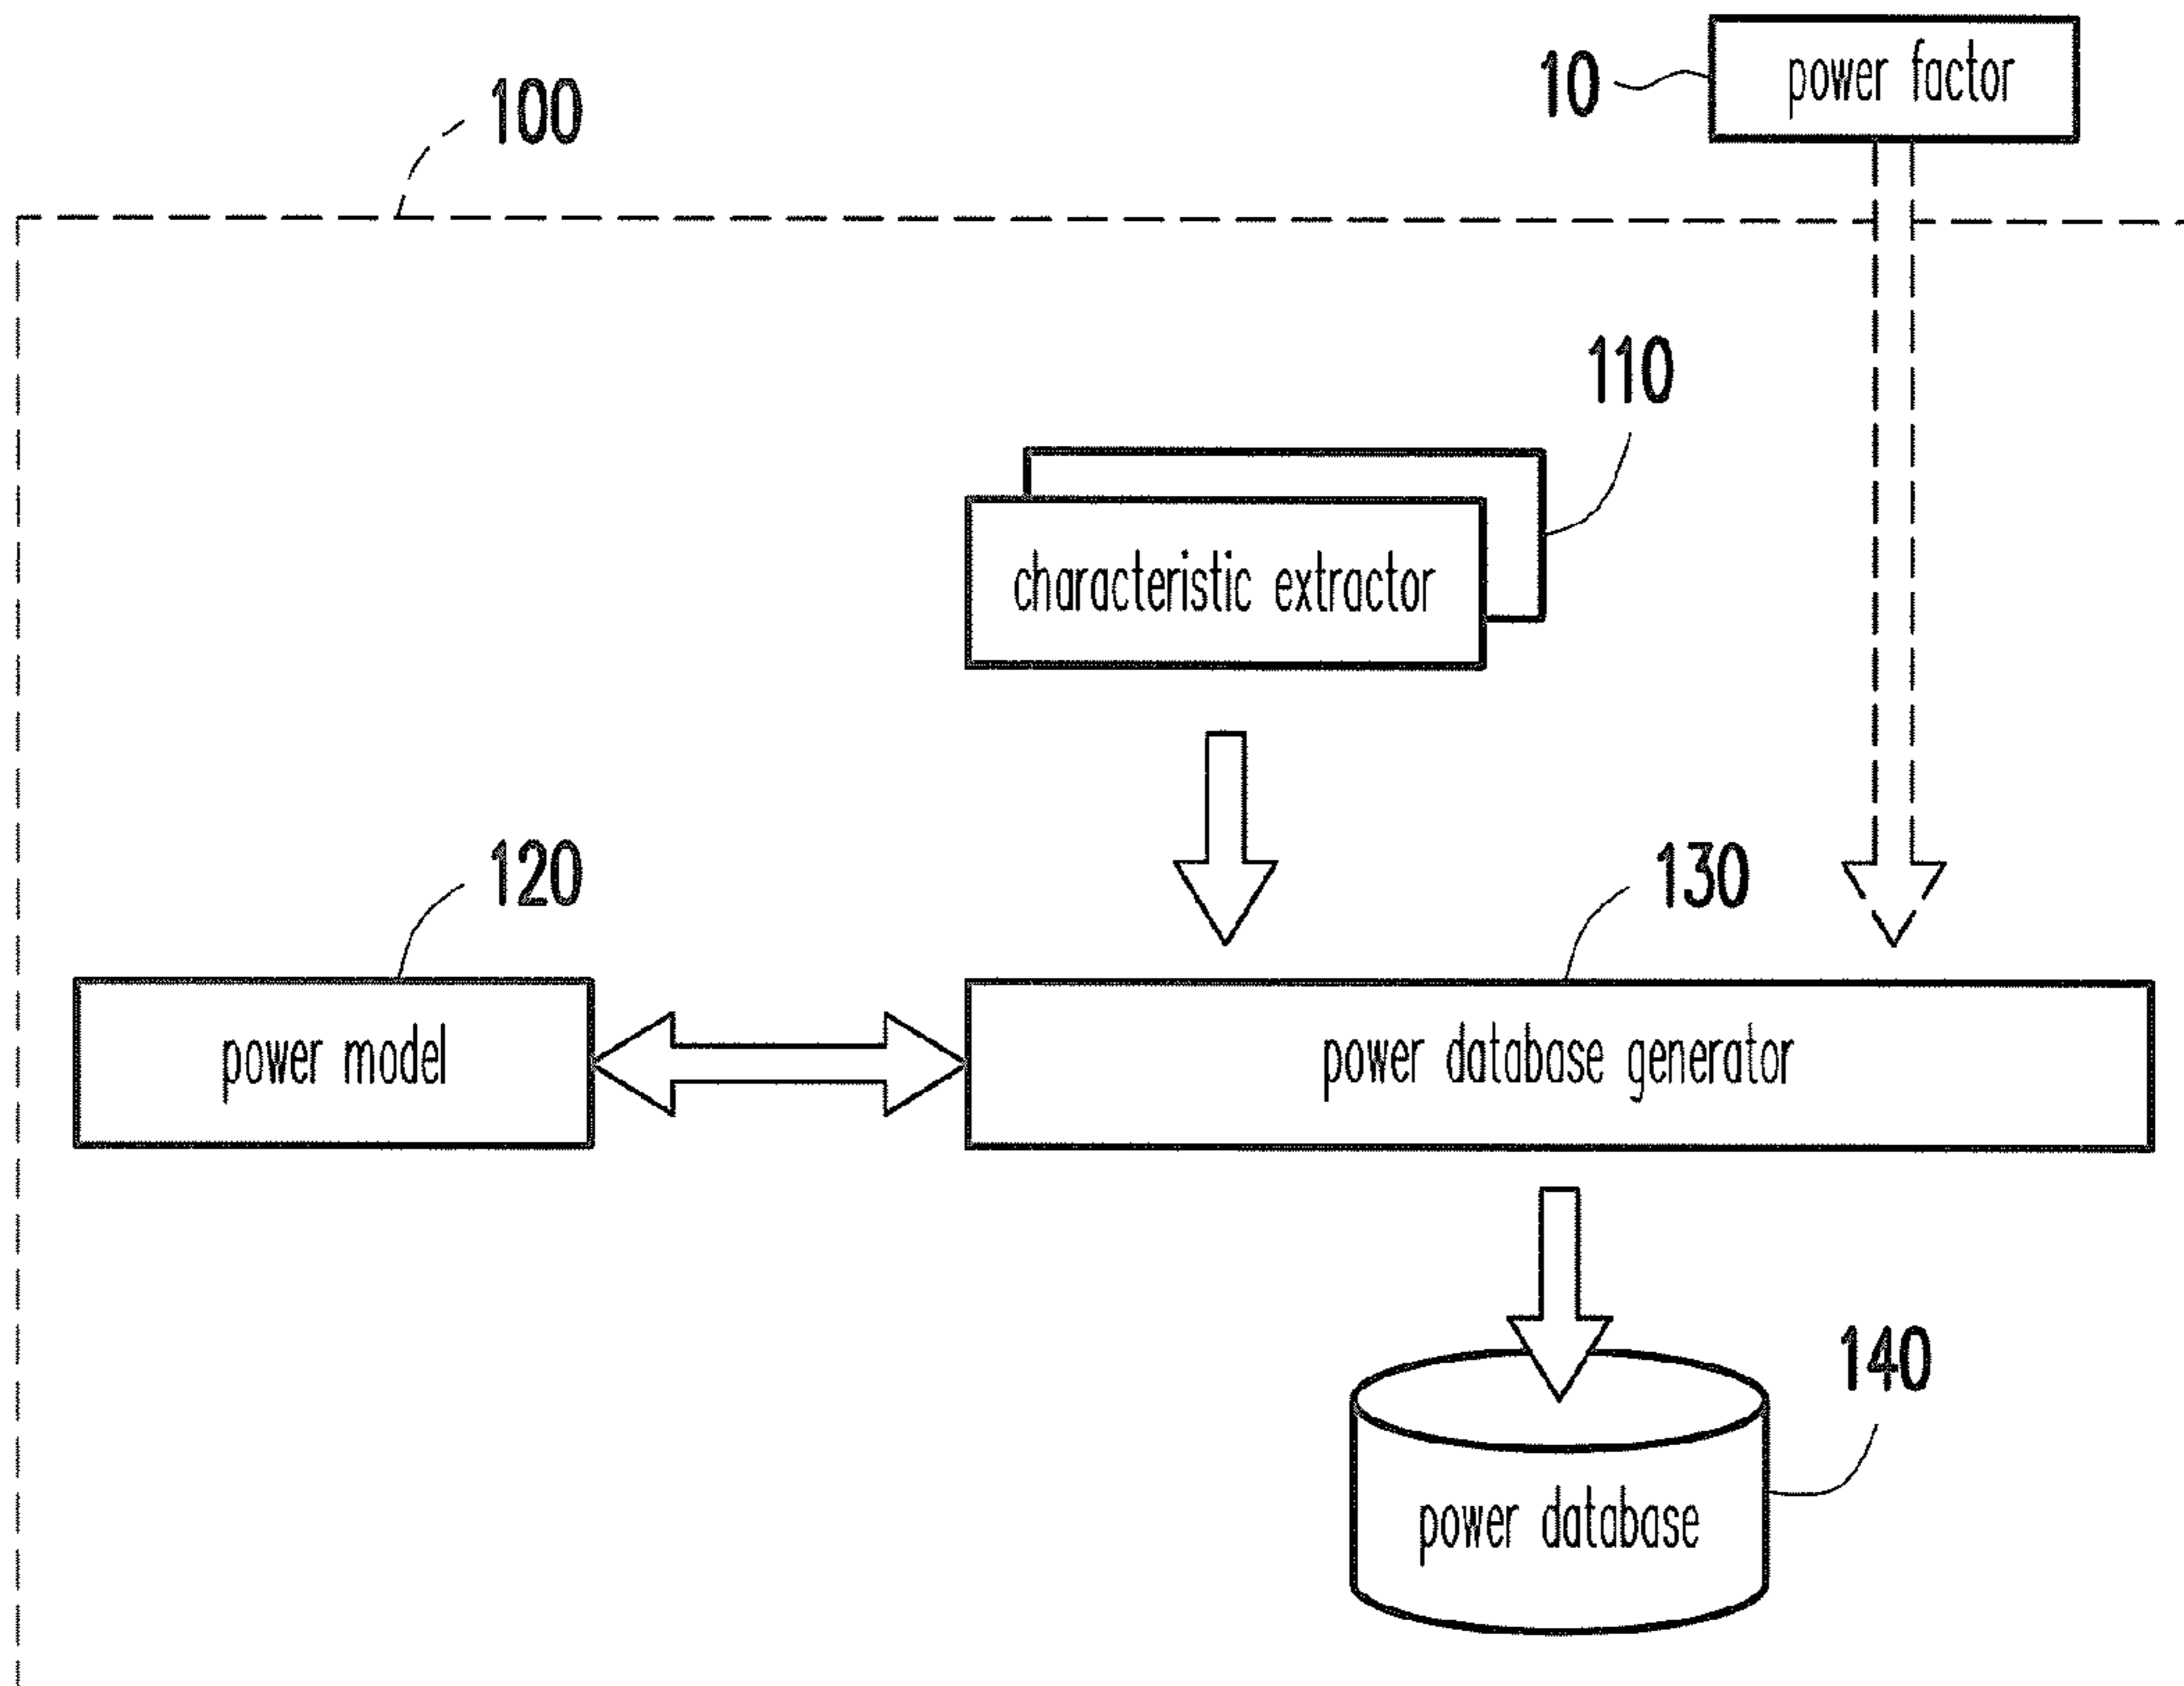 10
power factor
100
110
characteristic extractor
120
130
power model
power database generator
140
power database